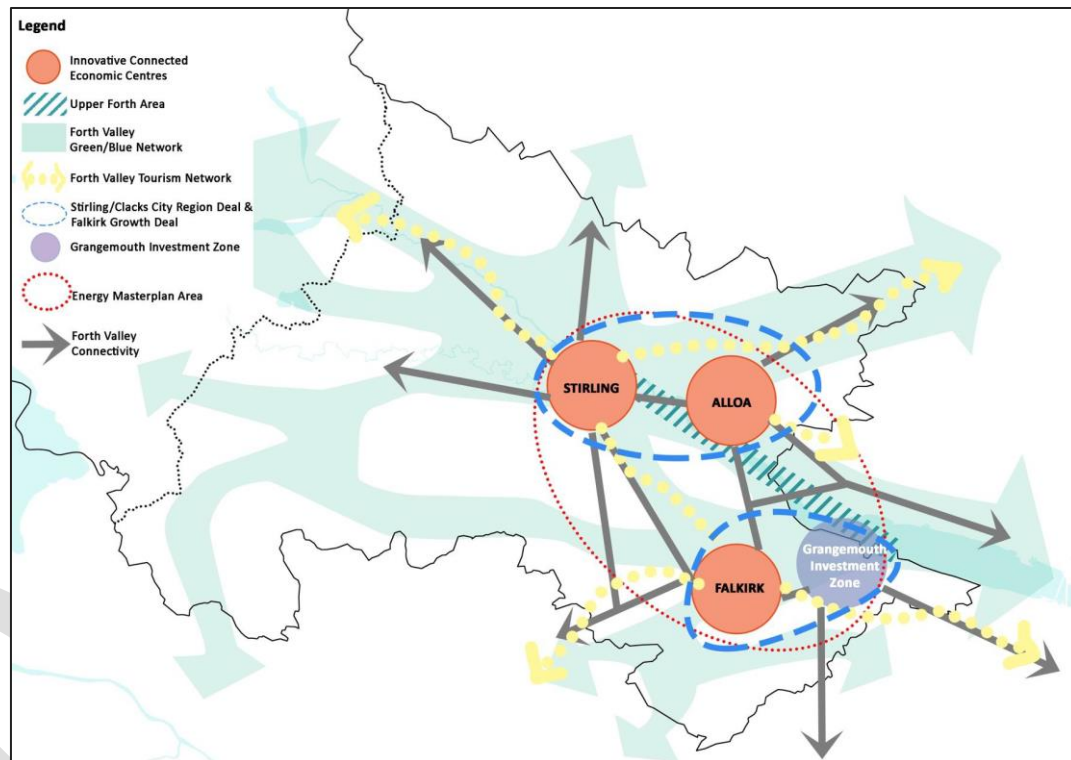 Legend
Innovative Connected
Economic Centres
Upper Forth Area
Forth Valley
Green/Blue Network
Forth Valley Tourism Network
Stirling/Clacks City Region Deal &
Falkirk Growth Deal
Grangemouth Investment Zone
Energy Masterplan Area
Forth Valley
Connectivity
STIRLING
ALLOA
FALKIRK
Grangemouth
Investment
Zone